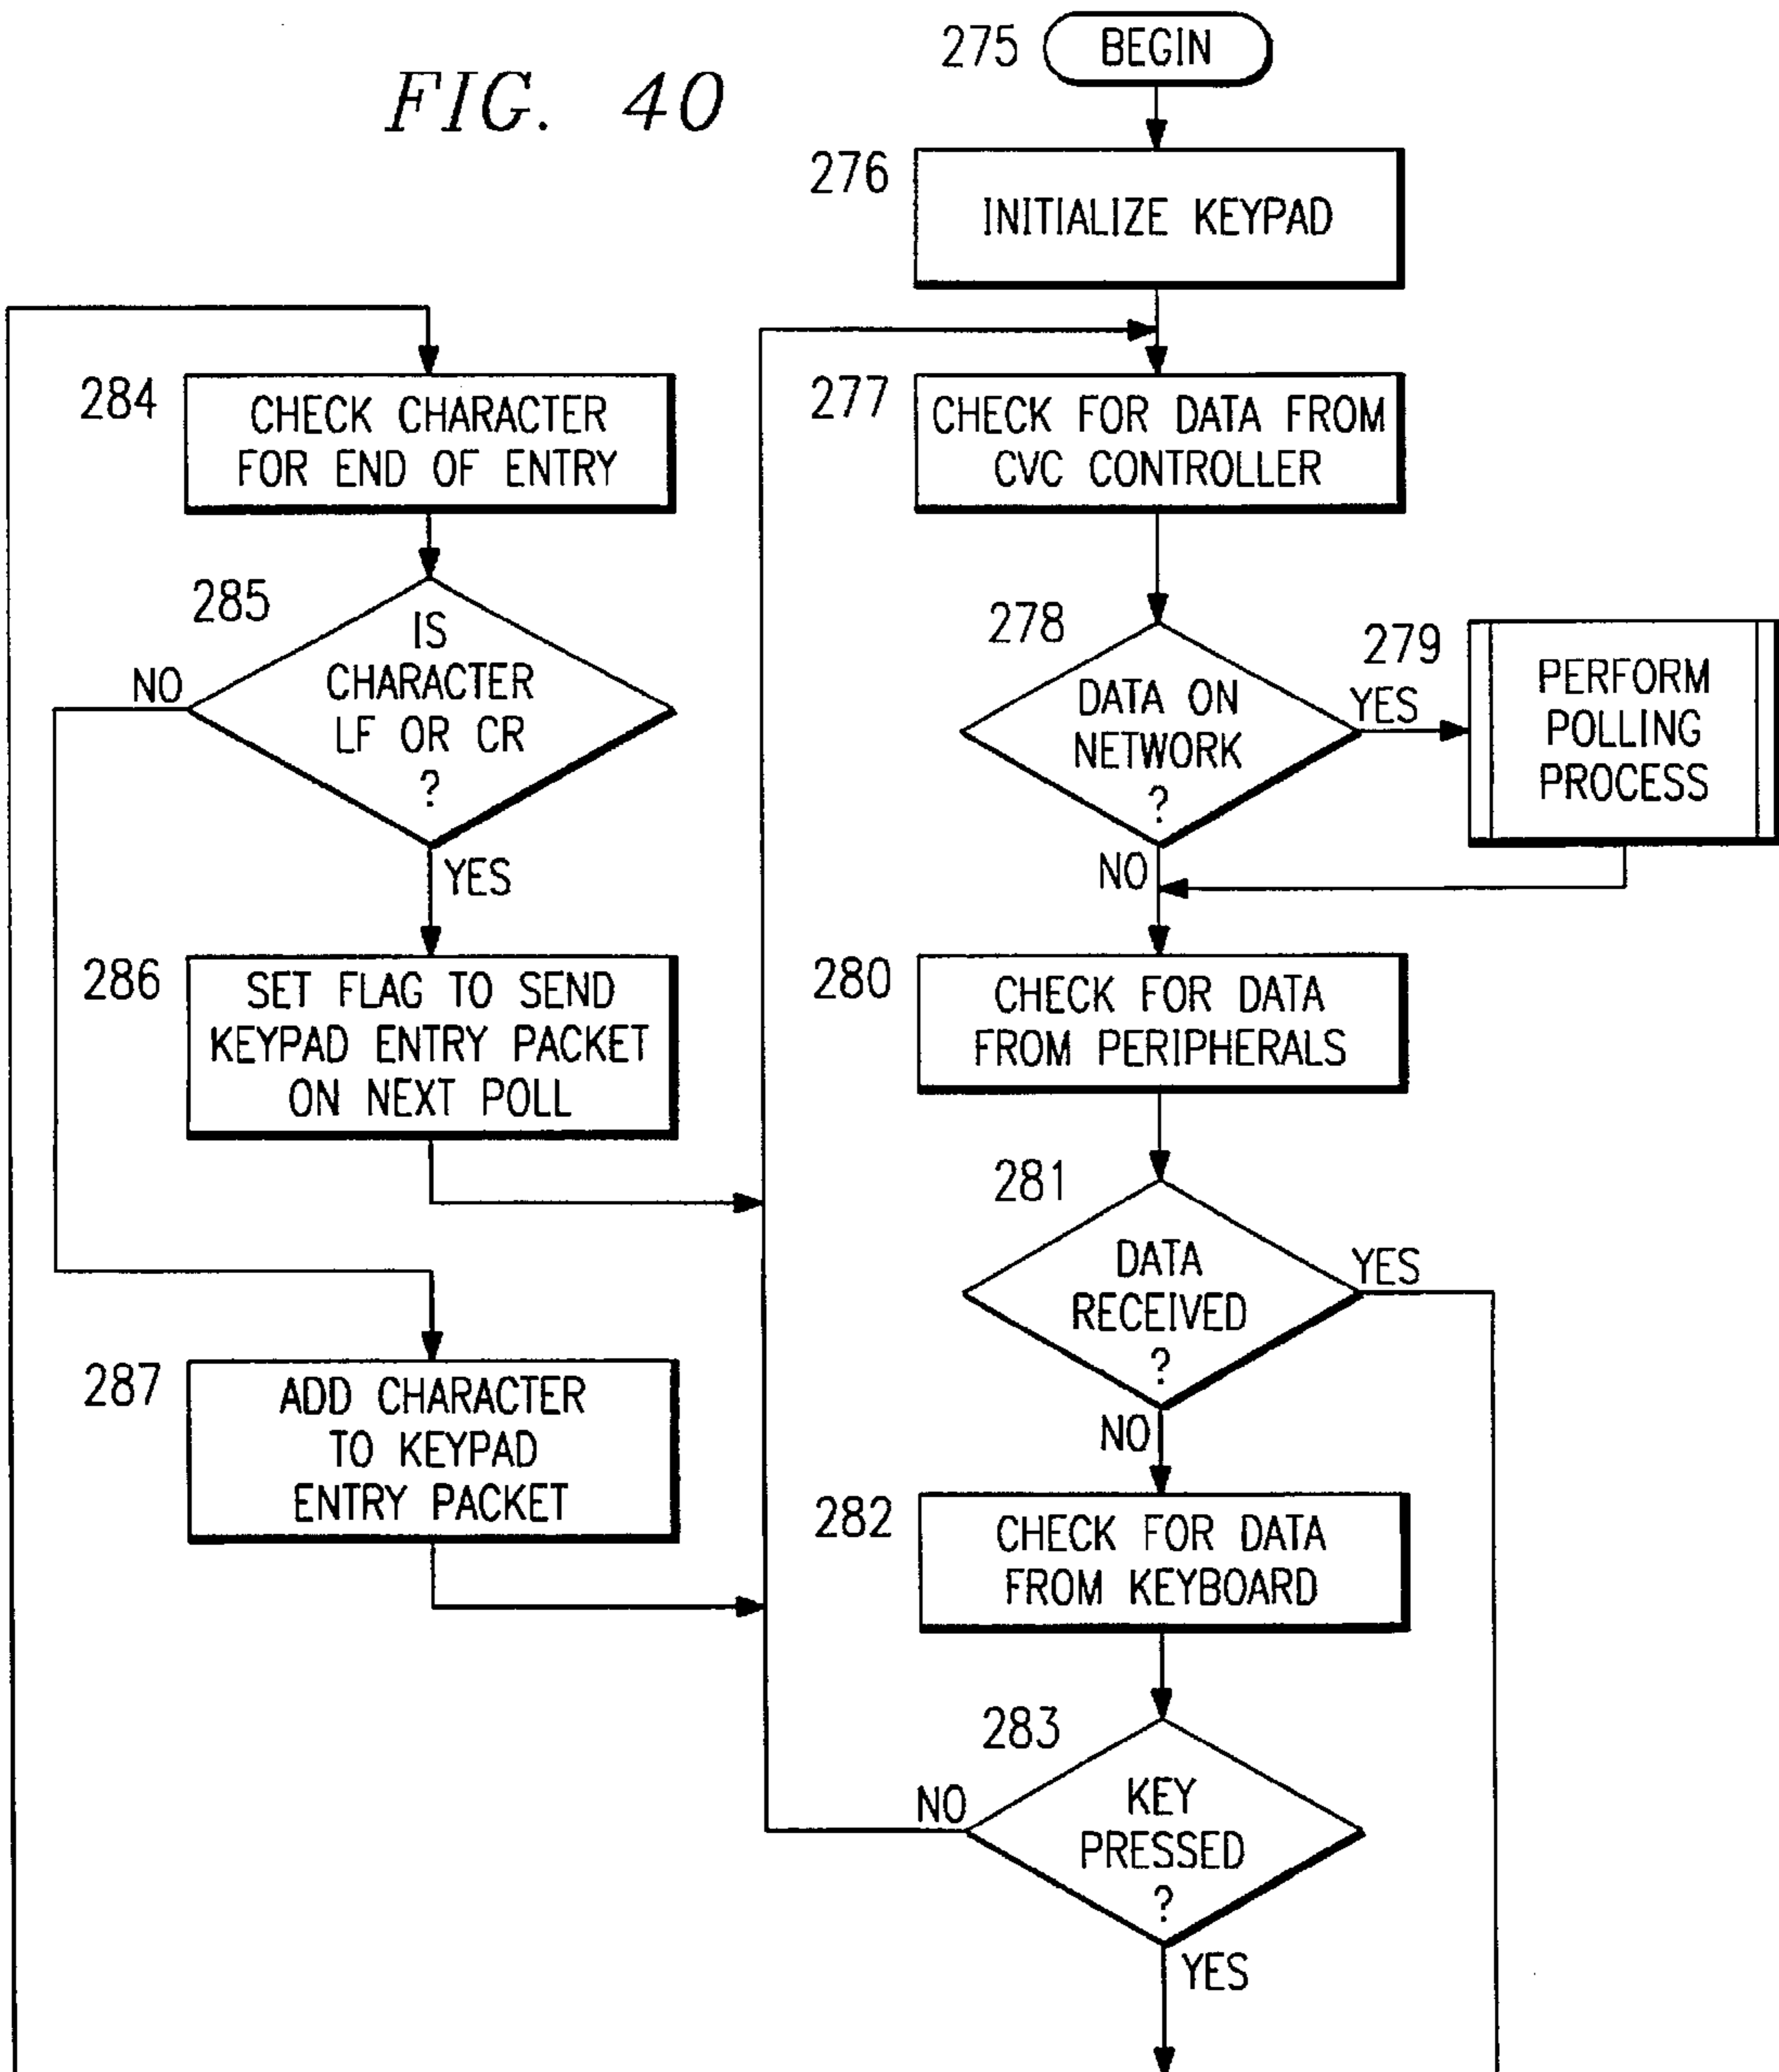 FIG. 40
275
BEGIN
276
INITIALIZE KEYPAD
277
CHECK FOR DATA FROM
CVC CONTROLLER
278
DATA ON
NETWORK
?
YES
NO
279
PERFORM
POLLING
PROCESS
280
CHECK FOR DATA
FROM PERIPHERALS
281
DATA
RECEIVED
?
YES
NO
282
CHECK FOR DATA
FROM KEYBOARD
283
KEY
PRESSED
?
NO
YES
284
CHECK CHARACTER
FOR END OF ENTRY
285
IS
CHARACTER
LF OR CR
?
NO
YES
286
SET FLAG TO SEND
KEYPAD ENTRY PACKET
ON NEXT POLL
287
ADD CHARACTER
TO KEYPAD
ENTRY PACKET